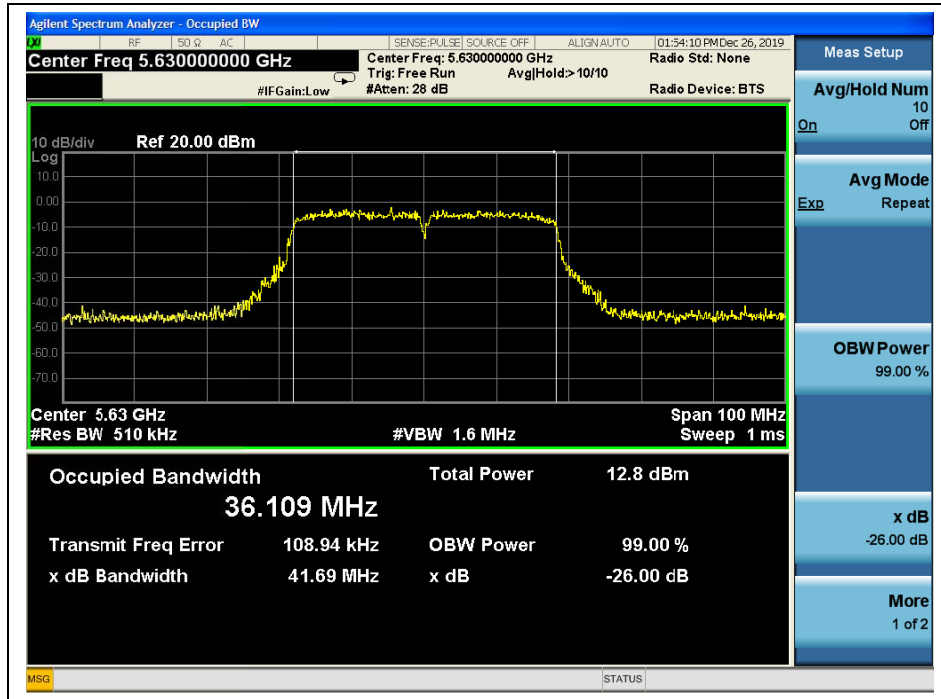 Agilent Spectrum Analyzer - Occupied BW
LXI RF 50 Ω AC SENSE:PULSE SOURCE OFF ALIGN AUTO 01:54:10 PM Dec 26, 2019
Center Freq 5.630000000 GHz Center Freq: 5.630000000 GHz Radio Std: None
Trig: Free Run Avg|Hold:>10/10
#IFGain:Low #Atten: 28 dB Radio Device: BTS
10 dB/div Ref 20.00 dBm
Log
10.0
0.00
-10.0
-20.0
-30.0
-40.0
-50.0
-60.0
-70.0
Center 5.63 GHz Span 100 MHz
#Res BW 510 kHz #VBW 1.6 MHz Sweep 1 ms
Occupied Bandwidth Total Power 12.8 dBm
36.109 MHz
Transmit Freq Error 108.94 kHz OBW Power 99.00 %
x dB Bandwidth 41.69 MHz x dB -26.00 dB
Meas Setup
Avg/Hold Num
10
On Off
Avg Mode
Exp Repeat
OBW Power
99.00 %
x dB
-26.00 dB
More
1 of 2
MSG STATUS